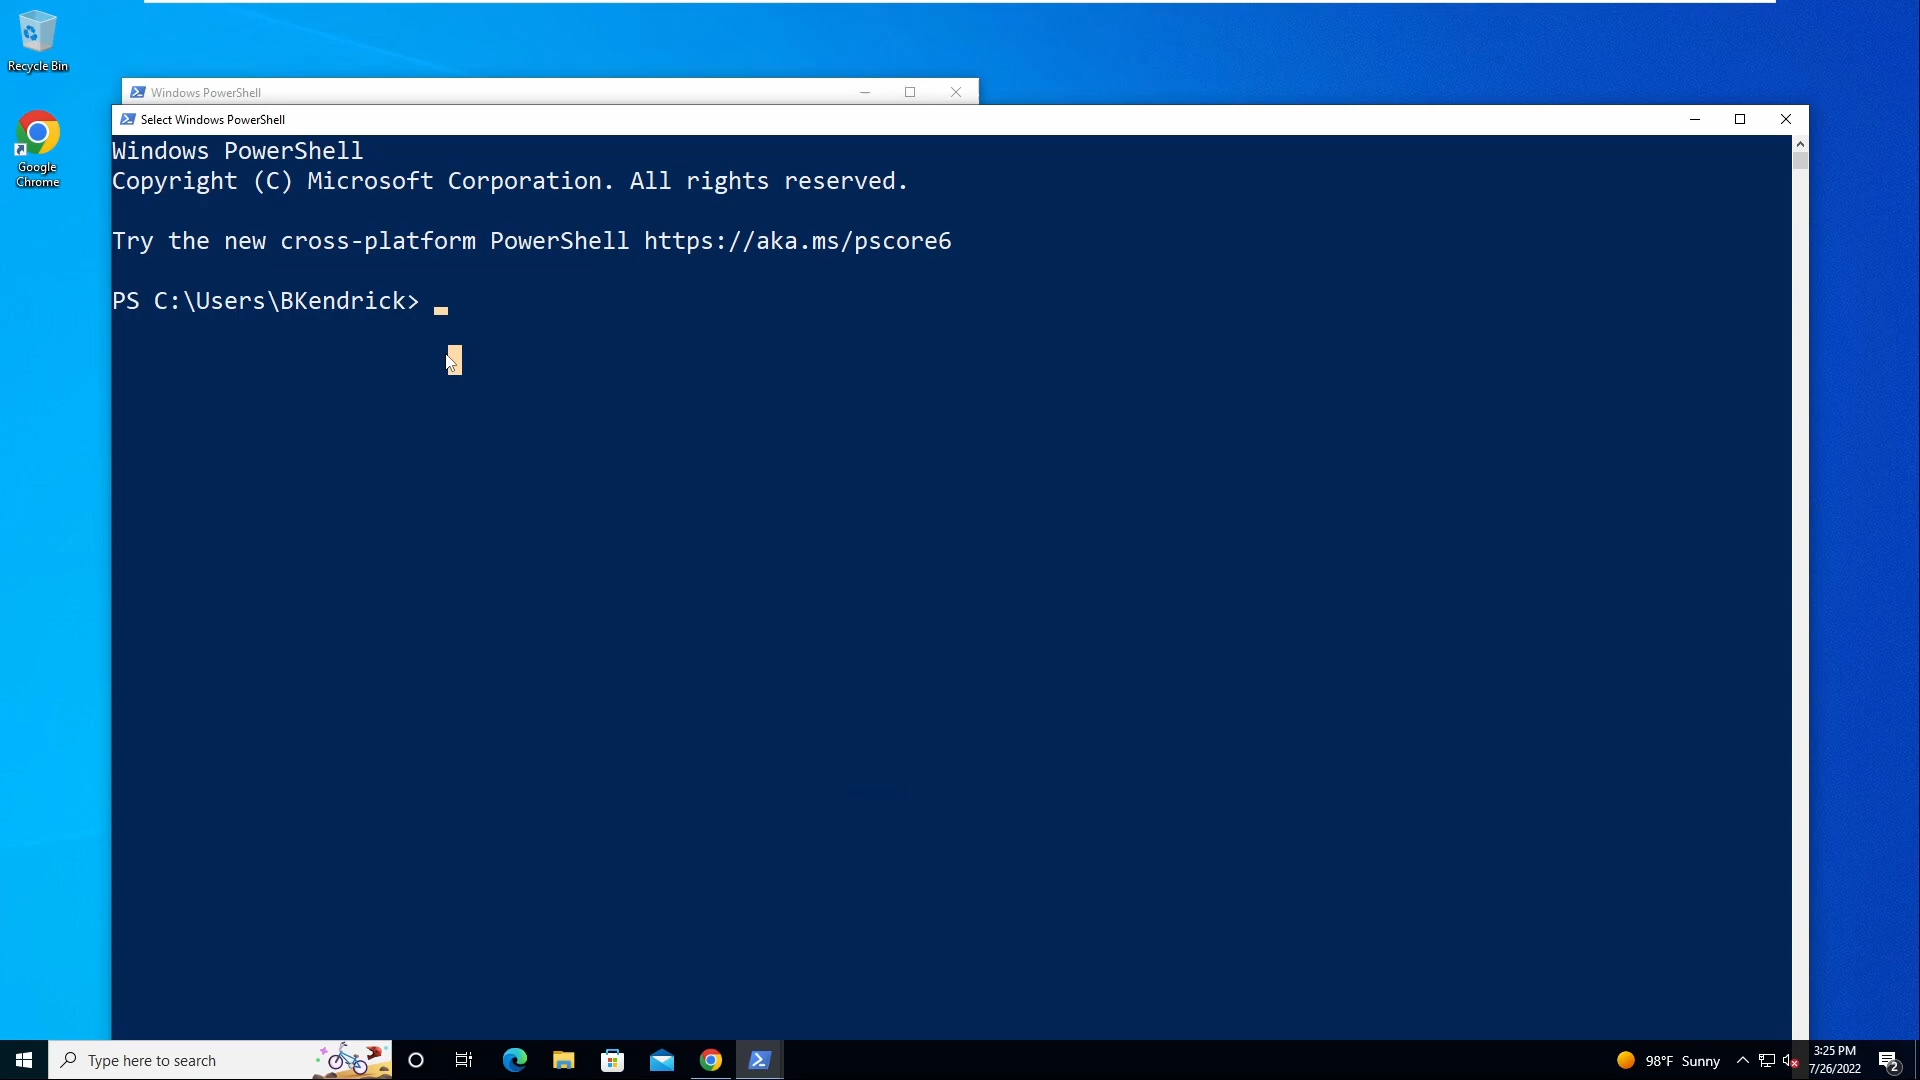 Recycle Bin
Google
Chrome
Windows PowerShell
Select Windows PowerShell
Windows PowerShell
Copyright (C) Microsoft Corporation. All rights reserved.
Try the new cross-platform PowerShell https://aka.ms/pscore6
PS C:\Users\BKendrick>
Type here to search
98°F Sunny
3:25 PM
7/26/2022
2